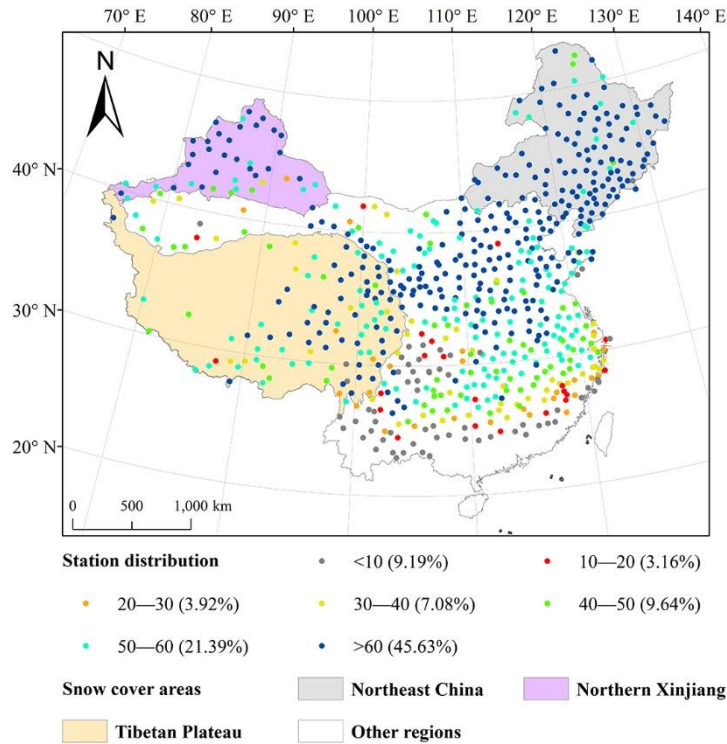 70° E 80° E 90° E 100° E 110° E 120° E 130° E 140° E
N
40° N
30° N
20° N
0 500 1,000 km
Station distribution <10 (9.19%) 10—20 (3.16%)
20—30 (3.92%) 30—40 (7.08%) 40—50 (9.64%)
50—60 (21.39%) >60 (45.63%)
Snow cover areas Northeast China Northern Xinjiang
Tibetan Plateau Other regions